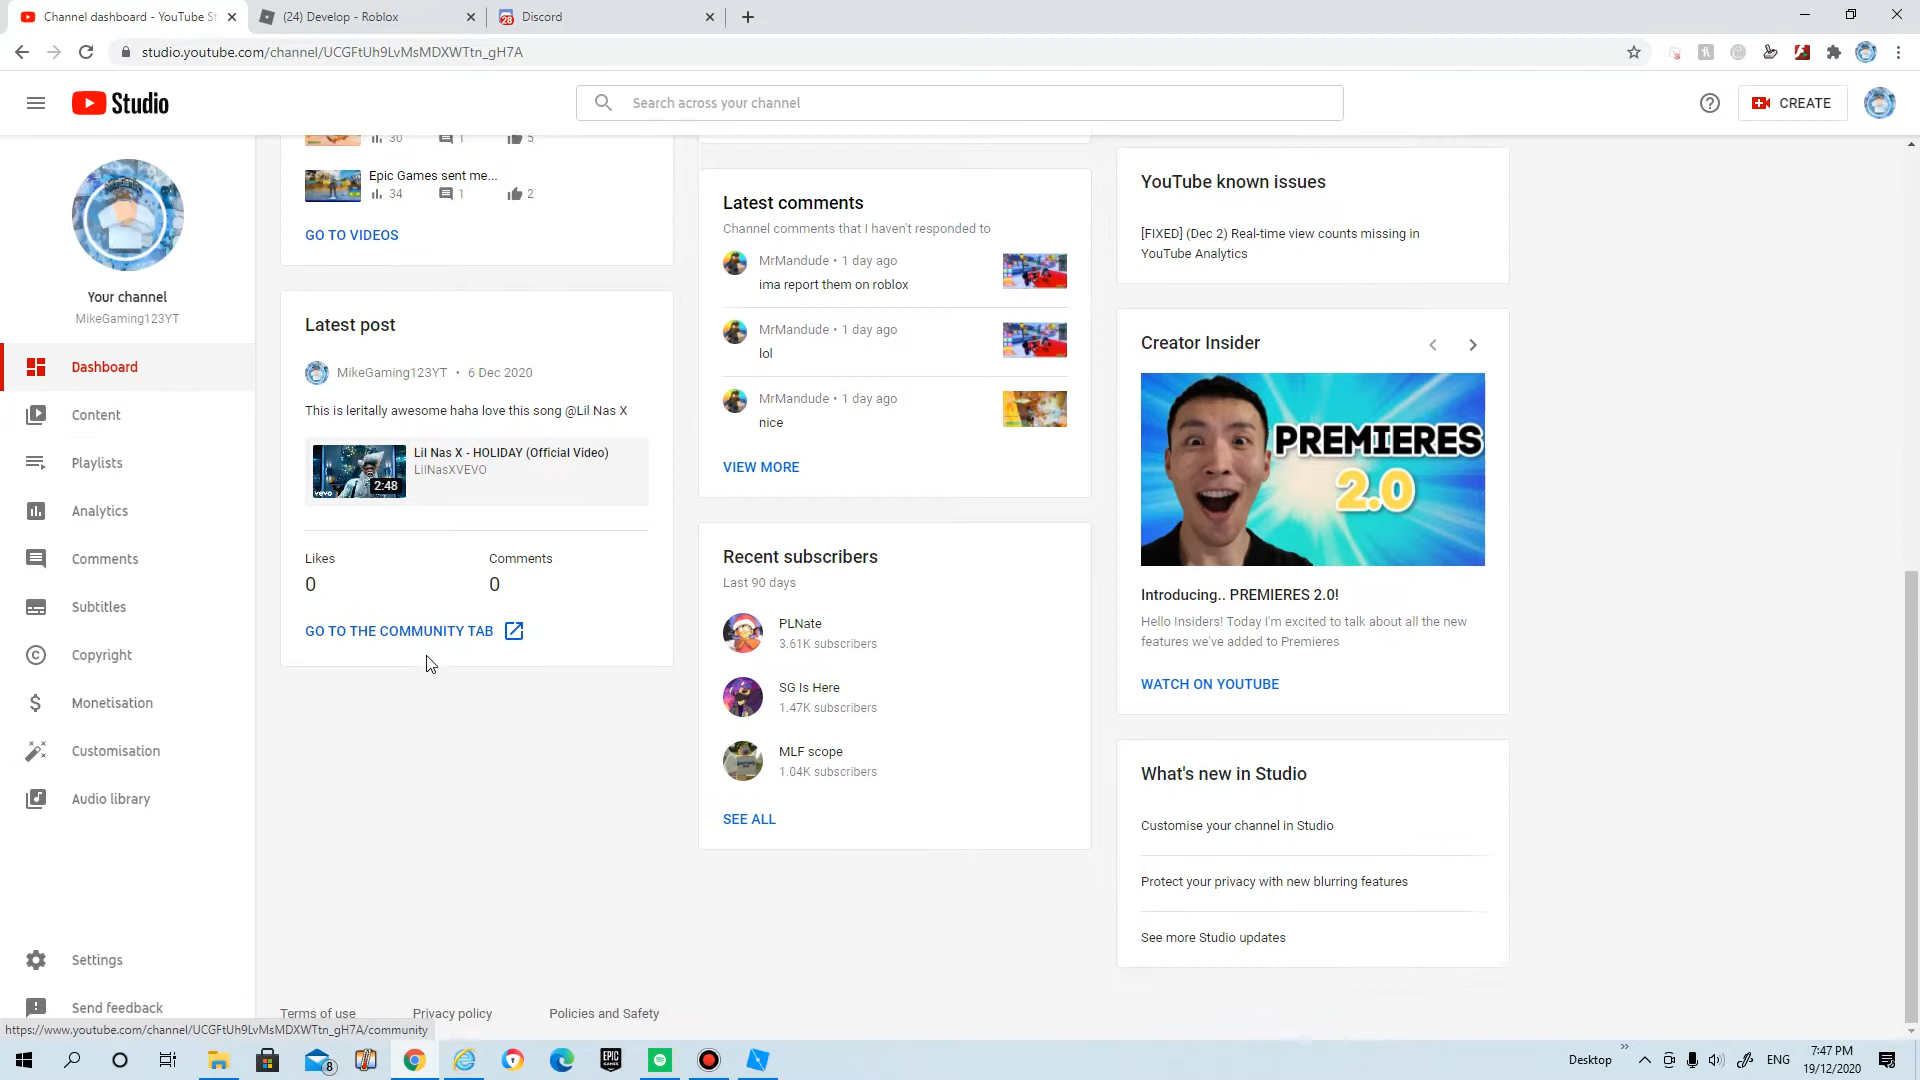 Channel dashboard - YouTube St
(24) Develop - Roblox
28
Discord
studio.youtube.com/channel/UCGFtUh9LvMsMDXWTtn_gH7A
Studio
Search across your channel
CREATE
Your channel
MikeGaming123YT
Dashboard
Content
Playlists
Analytics
Comments
Subtitles
Copyright
Monetisation
Customisation
Audio library
Settings
Send feedback
30
1
5
Epic Games sent me...
34
1
2
GO TO VIDEOS
Latest post
MikeGaming123YT • 6 Dec 2020
This is leritally awesome haha love this song @Lil Nas X
vevo
2:48
Lil Nas X - HOLIDAY (Official Video)
LilNasXVEVO
Likes
Comments
0
0
GO TO THE COMMUNITY TAB
Latest comments
Channel comments that I haven't responded to
MrMandude • 1 day ago
ima report them on roblox
MrMandude • 1 day ago
lol
MrMandude • 1 day ago
nice
VIEW MORE
Recent subscribers
Last 90 days
PLNate
3.61K subscribers
SG Is Here
1.47K subscribers
MLF scope
1.04K subscribers
SEE ALL
YouTube known issues
[FIXED] (Dec 2) Real-time view counts missing in
YouTube Analytics
Creator Insider
PREMIERES
2.0
Introducing.. PREMIERES 2.0!
Hello Insiders! Today I'm excited to talk about all the new
features we've added to Premieres
WATCH ON YOUTUBE
What's new in Studio
Customise your channel in Studio
Protect your privacy with new blurring features
See more Studio updates
Terms of use
Privacy policy
Policies and Safety
https://www.youtube.com/channel/UCGFtUh9LvMsMDXWTtn_gH7A/community
8
EPIC
GAMES
Desktop
ENG
7:47 PM
19/12/2020